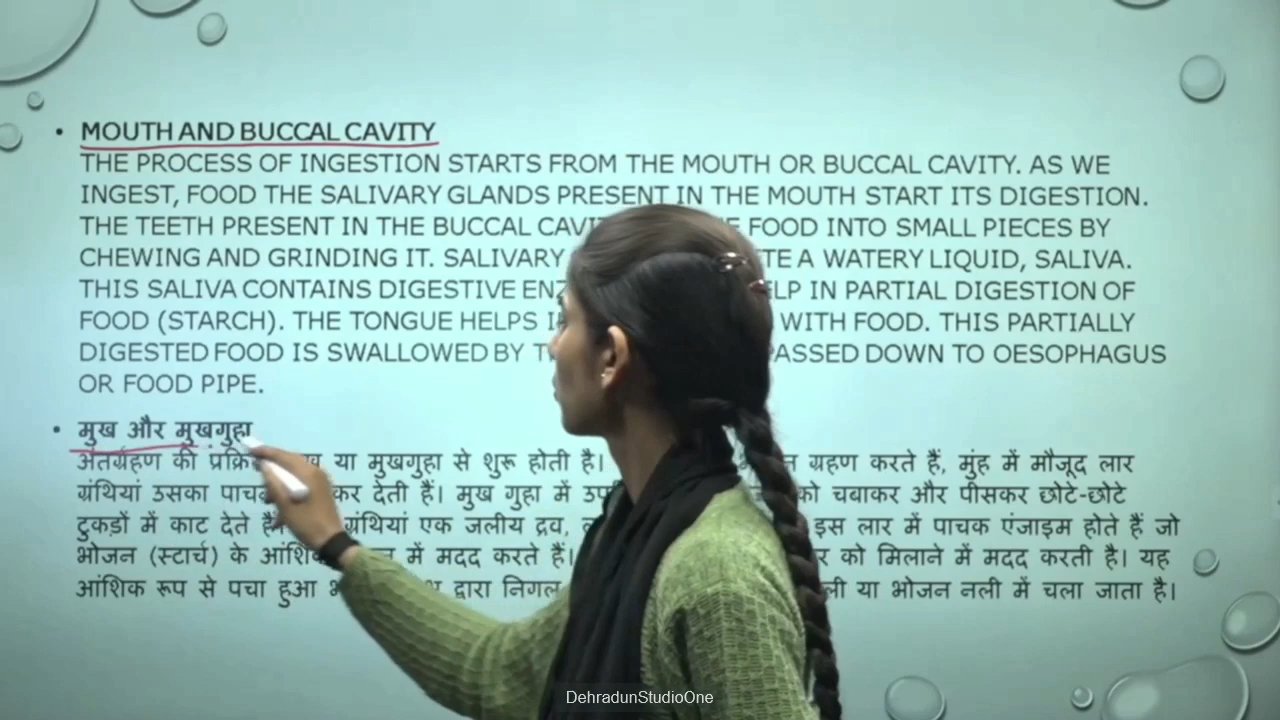 • MOUTH AND BUCCAL CAVITY
THE PROCESS OF INGESTION STARTS FROM THE MOUTH OR BUCCAL CAVITY. AS WE
INGEST, FOOD THE SALIVARY GLANDS PRESENT IN THE MOUTH START ITS DIGESTION.
THE TEETH PRESENT IN THE BUCCAL FOOD INTO SMALL PIECES BY
CHEWING AND GRINDING IT. SALIVARY A WATERY LIQUID, SALIVA.
THIS SALIVA CONTAINS DIGESTIVE IN PARTIAL DIGESTION OF
FOOD (STARCH). THE TONGUE HELPS WITH FOOD. THIS PARTIALLY
DIGESTED FOOD IS SWALLOWED BY PASSED DOWN TO OESOPHAGUS
OR FOOD PIPE.
• मुख और मुखगुहा
अंतर्ग्रहण की या मुखगुहा से शुरू होती है। ग्रहण करते हैं, मुंह में मौजूद लार
ग्रंथियां उसका कर देती हैं। मुख गुहा में को चबाकर और पीसकर छोटे-छोटे
टुकड़ों में काट देते ग्रंथियां एक जलीय द्रव, इस लार में पाचक एंजाइम होते हैं जो
भोजन (स्टार्च) के में मदद करते हैं। को मिलाने में मदद करती है। यह
आंशिक रूप से पचा हुआ द्वारा या भोजन नली में चला जाता है।
DehradunStudioOne